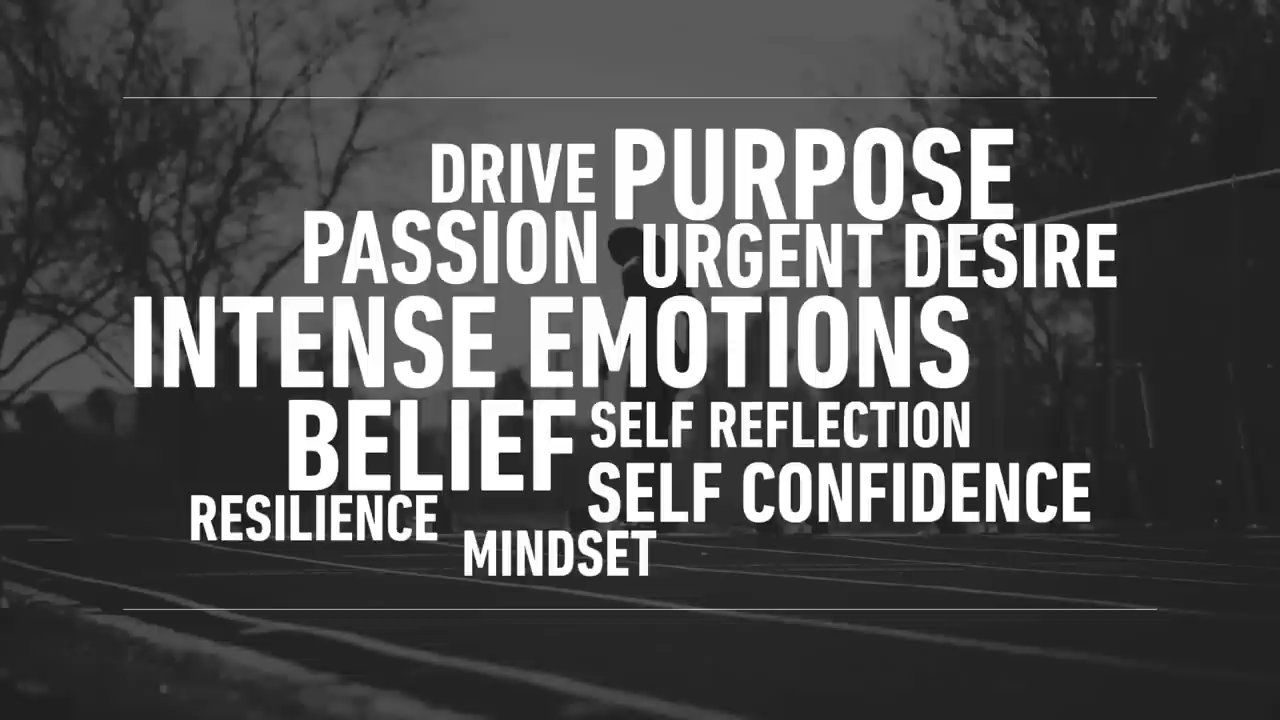 DRIVE PURPOSE
PASSION URGENT DESIRE
INTENSE EMOTIONS
BELIEF SELF REFLECTION
SELF CONFIDENCE
RESILIENCE
MINDSET